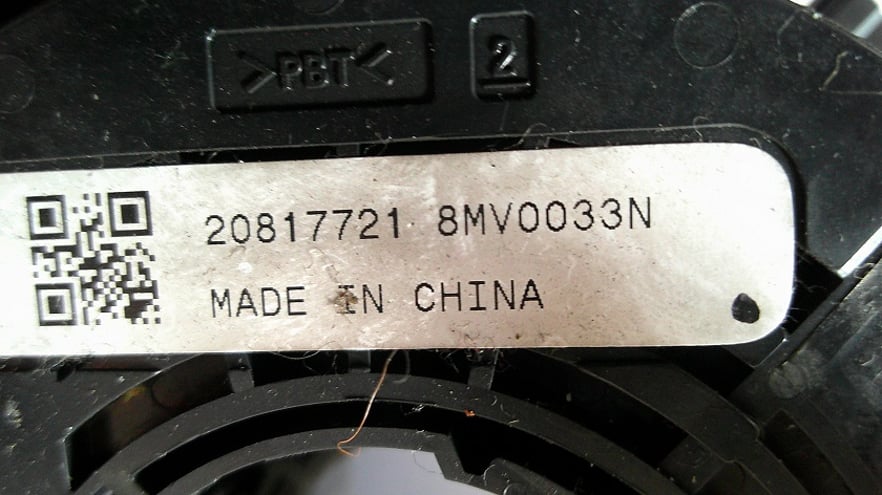 >PBT<
2
20817721 8MV0033N
MADE IN CHINA